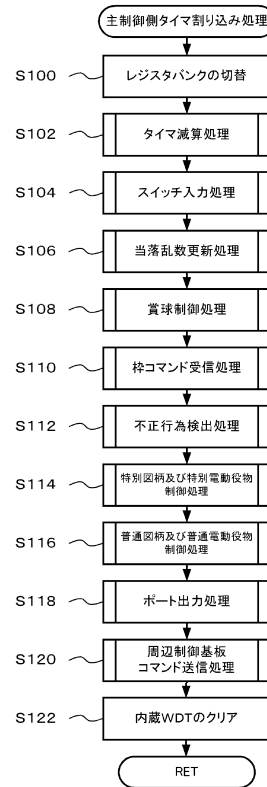 主制御側タイマ割り込み処理
S100
レジスタバンクの切替
S102
タイマ減算処理
S104
スイッチ入力処理
S106
当落乱数更新処理
S108
賞球制御処理
S110
枠コマンド受信処理
S112
不正行為検出処理
S114
特別図柄及び特別電動役物
制御処理
S116
普通図柄及び普通電動役物
制御処理
S118
ポート出力処理
S120
周辺制御基板
コマンド送信処理
S122
内蔵WDTのクリア
RET